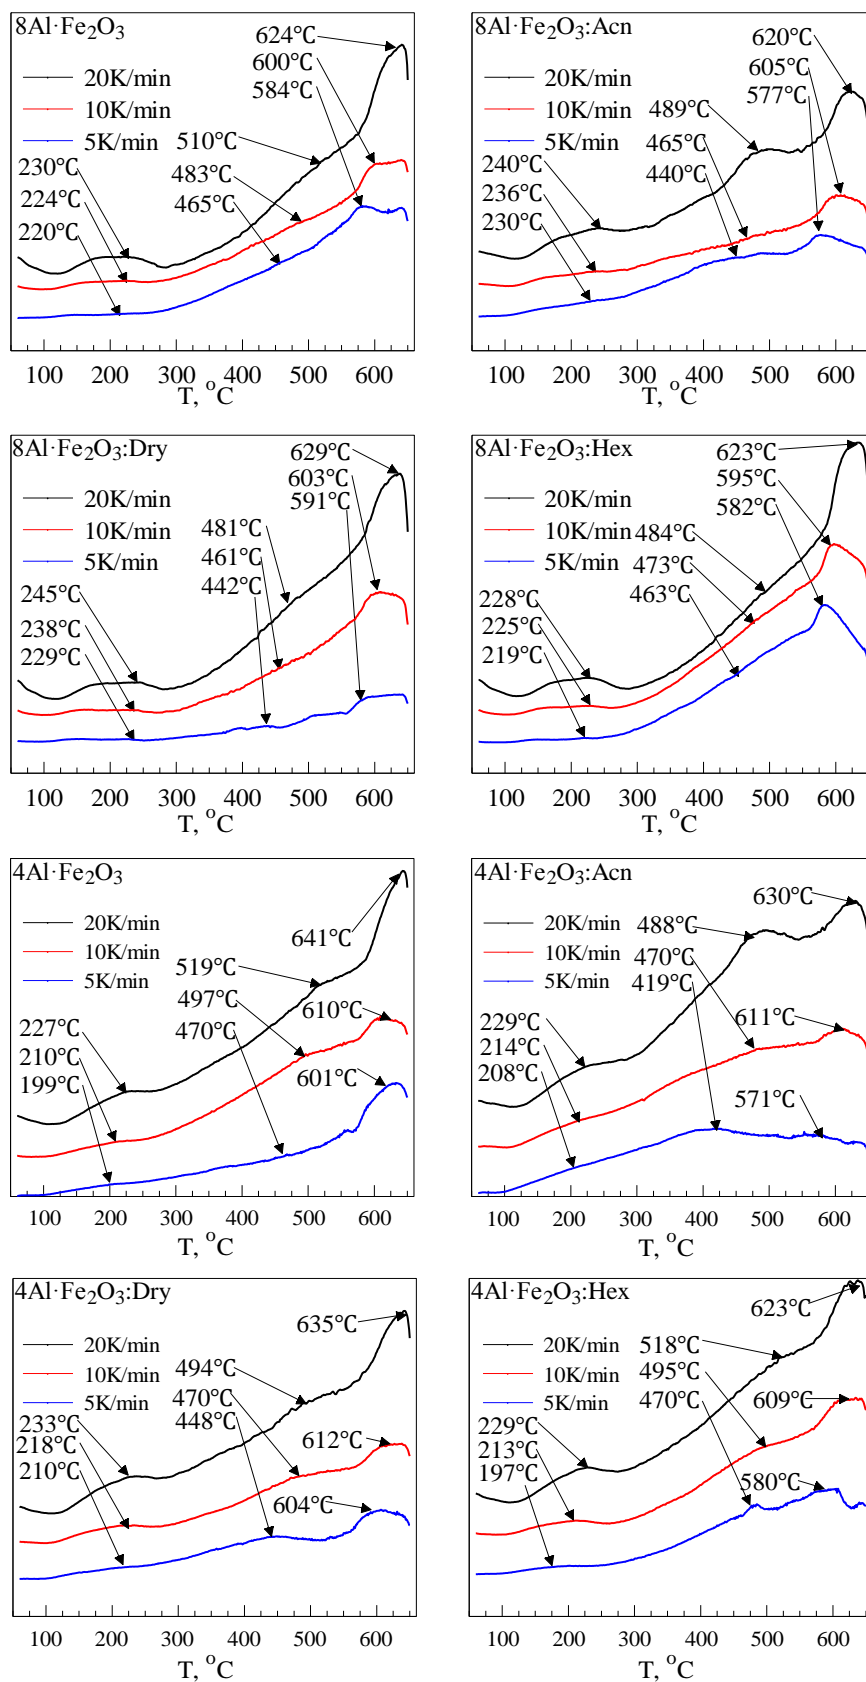 8Al·Fe₂O₃
624°C
600°C
584°C
20K/min
10K/min
5K/min
510°C
483°C
465°C
230°C
224°C
220°C
100 200 300 400 500 600
T, °C
8Al·Fe₂O₃:Acn
620°C
605°C
577°C
20K/min
10K/min
5K/min
489°C
465°C
440°C
240°C
236°C
230°C
100 200 300 400 500 600
T, °C
8Al·Fe₂O₃:Dry
629°C
603°C
591°C
20K/min
10K/min
5K/min
481°C
461°C
442°C
245°C
238°C
229°C
100 200 300 400 500 600
T, °C
8Al·Fe₂O₃:Hex
623°C
595°C
582°C
20K/min
10K/min
5K/min
484°C
473°C
463°C
228°C
225°C
219°C
100 200 300 400 500 600
T, °C
4Al·Fe₂O₃
20K/min
10K/min
5K/min
641°C
519°C
497°C
470°C
610°C
601°C
227°C
210°C
199°C
100 200 300 400 500 600
T, °C
4Al·Fe₂O₃:Acn
630°C
20K/min
10K/min
5K/min
488°C
470°C
419°C
611°C
571°C
229°C
214°C
208°C
100 200 300 400 500 600
T, °C
4Al·Fe₂O₃:Dry
635°C
20K/min
10K/min
5K/min
494°C
470°C
448°C
612°C
604°C
233°C
218°C
210°C
100 200 300 400 500 600
T, °C
4Al·Fe₂O₃:Hex
623°C
20K/min
10K/min
5K/min
518°C
495°C
470°C
609°C
580°C
229°C
213°C
197°C
100 200 300 400 500 600
T, °C